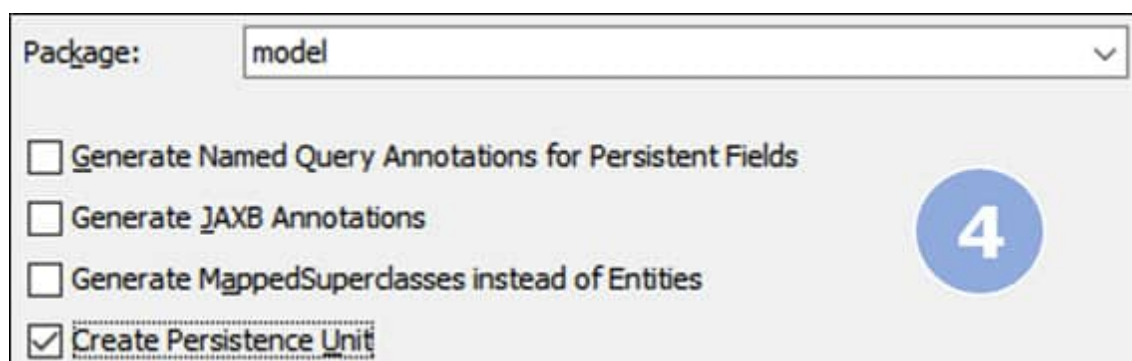 Package: model
Generate Named Query Annotations for Persistent Fields
Generate JAXB Annotations
4
Generate MappedSuperclasses instead of Entities
Create Persistence Unit